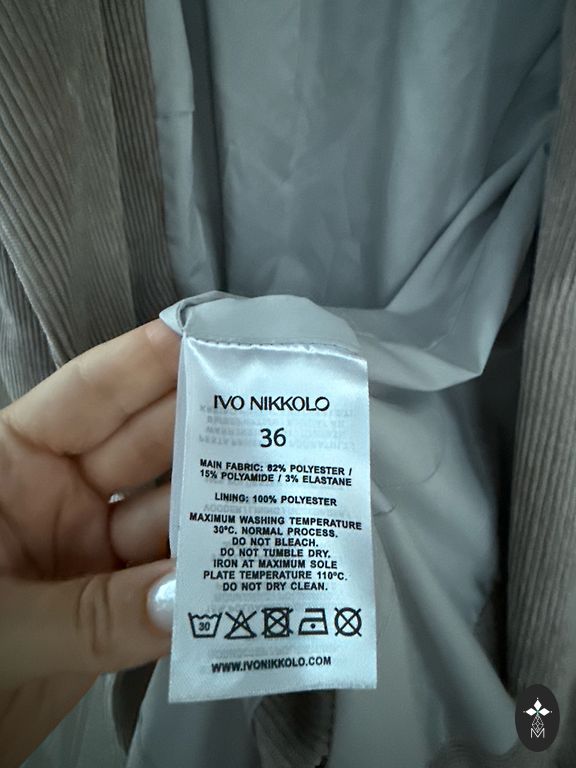 IVO NIKKOLO
36
MAIN FABRIC: 82% POLYESTER /
15% POLYAMIDE / 3% ELASTANE
LINING: 100% POLYESTER
MAXIMUM WASHING TEMPERATURE
30°C. NORMAL PROCESS.
DO NOT BLEACH.
DO NOT TUMBLE DRY.
IRON AT MAXIMUM SOLE
PLATE TEMPERATURE 110°C.
DO NOT DRY CLEAN.
30
WWW.IVONIKKOLO.COM